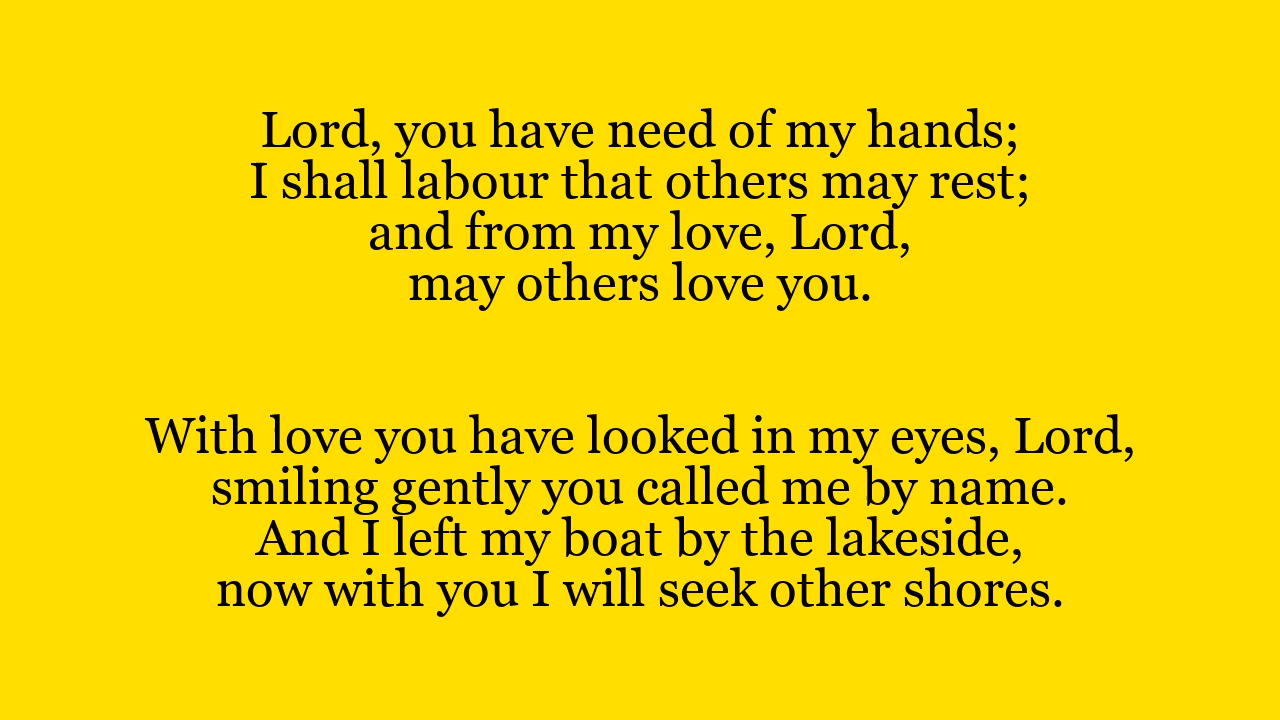 Lord, you have need of my hands;
I shall labour that others may rest;
and from my love, Lord,
may others love you.
With love you have looked in my eyes, Lord,
smiling gently you called me by name.
And I left my boat by the lakeside,
now with you I will seek other shores.